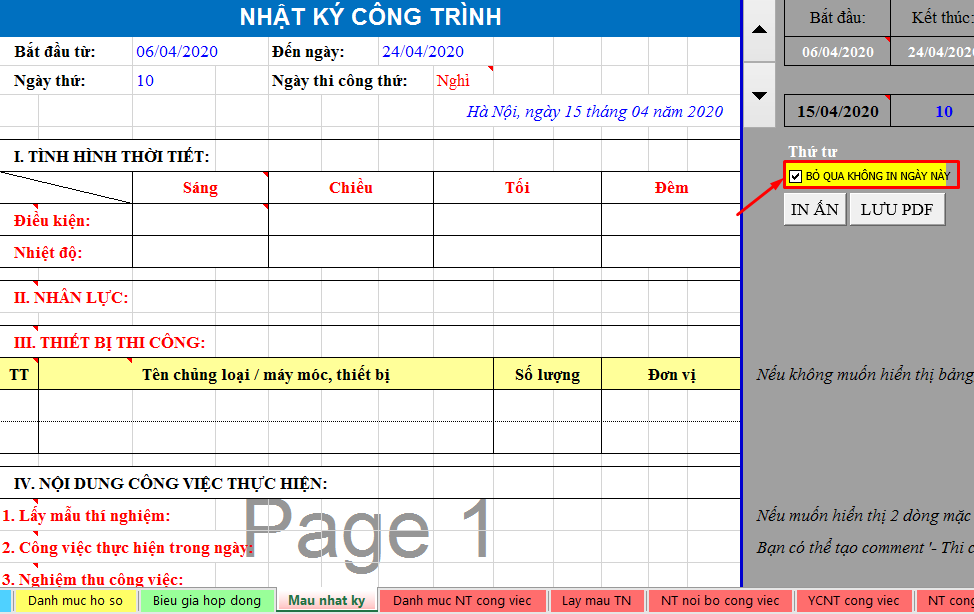 NHẬT KÝ CÔNG TRÌNH
Bắt đầu: Kết thúc:
Bắt đầu từ: 06/04/2020 Đến ngày: 24/04/2020
06/04/2020 24/04/202
Ngày thứ: 10 Ngày thi công thứ: Nghỉ
Hà Nội, ngày 15 tháng 04 năm 2020
15/04/2020 10
I. TÌNH HÌNH THỜI TIẾT:
Thứ tư
Sáng Chiều Tối Đêm
BỎ QUA KHÔNG IN NGÀY NÀY
Điều kiện:
IN ẤN LƯU PDF
Nhiệt độ:
II. NHÂN LỰC:
III. THIẾT BỊ THI CÔNG:
TT Tên chủng loại / máy móc, thiết bị Số lượng Đơn vị
Nếu không muốn hiển thị bảng
IV. NỘI DUNG CÔNG VIỆC THỰC HIỆN:
1. Lấy mẫu thí nghiệm:
Nếu muốn hiển thị 2 dòng mặc
Page 1
2. Công việc thực hiện trong ngày:
Bạn có thể tạo comment '- Thi c
3. Nghiệm thu công việc:
Danh muc ho so Bieu gia hop dong Mau nhat ky Danh muc NT cong viec Lay mau TN NT noi bo cong viec YCNT cong viec NT con